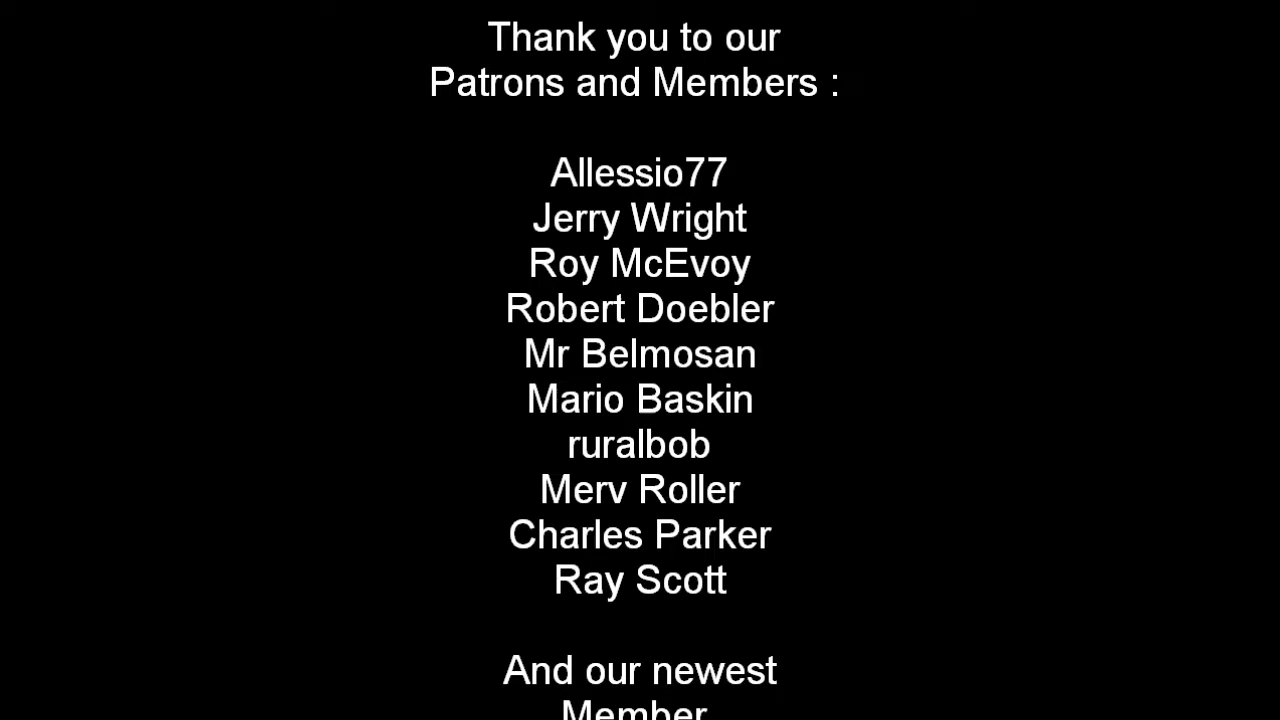 Thank you to our
Patrons and Members :
Allessio77
Jerry Wright
Roy McEvoy
Robert Doebler
Mr Belmosan
Mario Baskin
ruralbob
Merv Roller
Charles Parker
Ray Scott
And our newest
Member